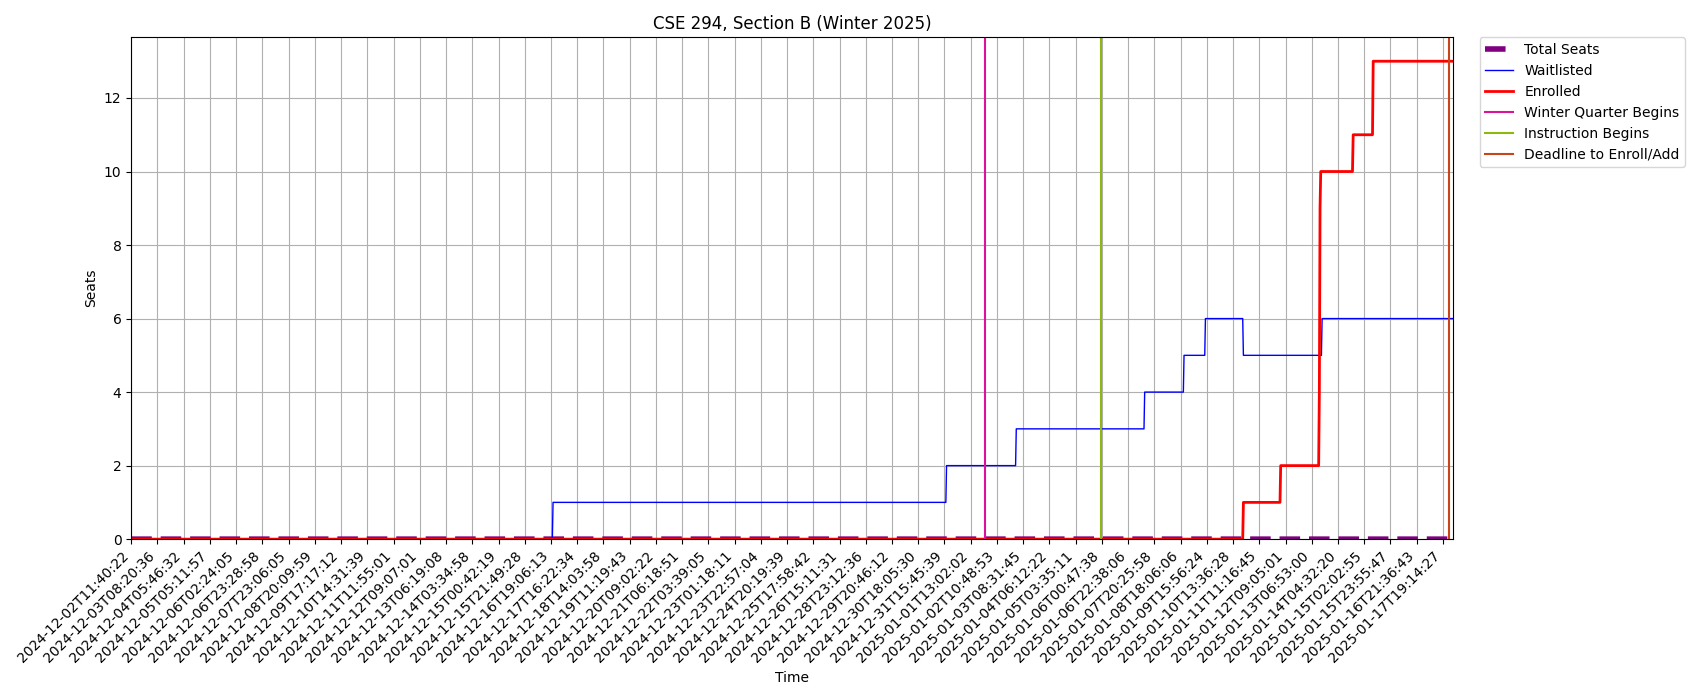 CSE 294, Section B (Winter 2025)
Total Seats
Waitlisted
Enrolled
Winter Quarter Begins
Instruction Begins
Deadline to Enroll/Add
12
10
8
6
4
2
0
Seats
2024-12-02T11:40:22
2024-12-03T08:20:36
2024-12-04T05:46:32
2024-12-05T05:11:57
2024-12-06T02:24:05
2024-12-06T23:28:58
2024-12-07T23:06:05
2024-12-08T20:09:59
2024-12-09T17:17:12
2024-12-10T14:31:39
2024-12-11T11:55:01
2024-12-12T09:07:01
2024-12-13T06:19:08
2024-12-14T03:34:58
2024-12-15T00:42:19
2024-12-15T21:49:28
2024-12-16T19:06:13
2024-12-17T16:22:34
2024-12-18T14:03:58
2024-12-19T11:19:43
2024-12-20T09:02:22
2024-12-21T06:18:51
2024-12-22T03:39:05
2024-12-23T01:18:11
2024-12-23T22:57:04
2024-12-24T20:19:39
2024-12-25T17:58:42
2024-12-26T15:11:31
2024-12-28T23:12:36
2024-12-29T20:46:12
2024-12-30T18:05:30
2024-12-31T15:45:39
2025-01-01T13:02:02
2025-01-02T10:48:53
2025-01-03T08:31:45
2025-01-04T06:12:22
2025-01-05T03:35:11
2025-01-06T00:47:38
2025-01-06T22:38:06
2025-01-07T20:25:58
2025-01-08T18:06:06
2025-01-09T15:56:24
2025-01-10T13:36:28
2025-01-11T11:16:45
2025-01-12T09:05:01
2025-01-13T06:53:00
2025-01-14T04:32:20
2025-01-15T02:02:55
2025-01-15T23:55:47
2025-01-16T21:36:43
2025-01-17T19:14:27
Time